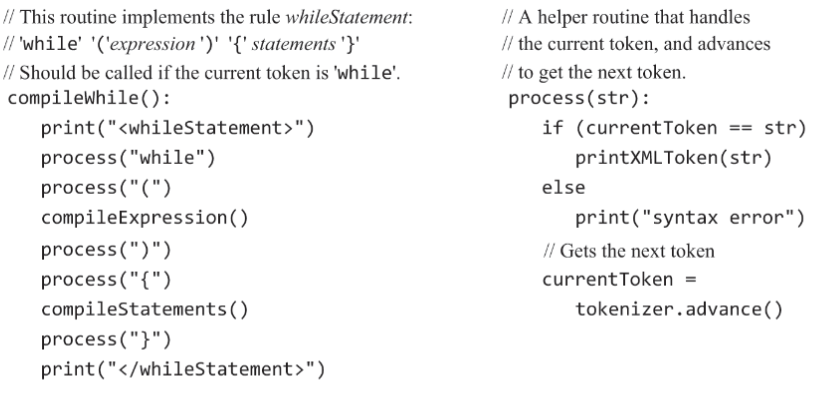 // This routine implements the rule whileStatement:
// 'while' '('expression')' '{' statements '}'
// Should be called if the current token is 'while'.
compileWhile():
    print("<whileStatement>")
    process("while")
    process("(")
    compileExpression()
    process(")")
    process("{")
    compileStatements()
    process("}")
    print("</whileStatement>")
// A helper routine that handles
// the current token, and advances
// to get the next token.
process(str):
    if (currentToken == str)
        printXMLToken(str)
    else
        print("syntax error")
    // Gets the next token
    currentToken =
        tokenizer.advance()